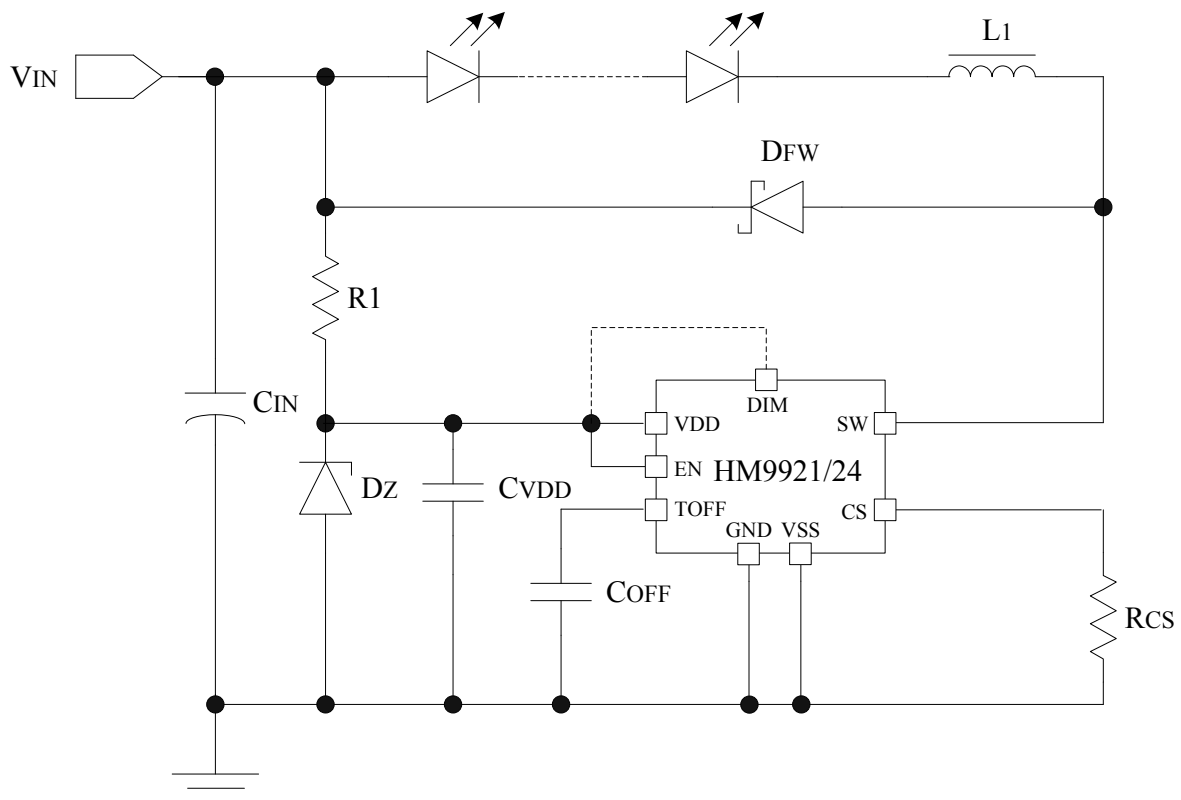 L1
VIN
DFW
R1
CIN
DIM
VDD
SW
EN
HM9921/24
DZ
CVDD
TOFF
CS
GND
VSS
COFF
RCS